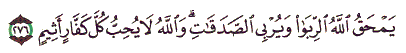 يَمْحَقُ ٱللَّهُ ٱلرِّبَوٰا۟ وَيُرْبِى ٱلصَّدَقَـٰتِ ۗ وَٱللَّهُ لَا يُحِبُّ كُلَّ كَفَّارٍ أَثِيمٍ ﴿٢٧٦﴾